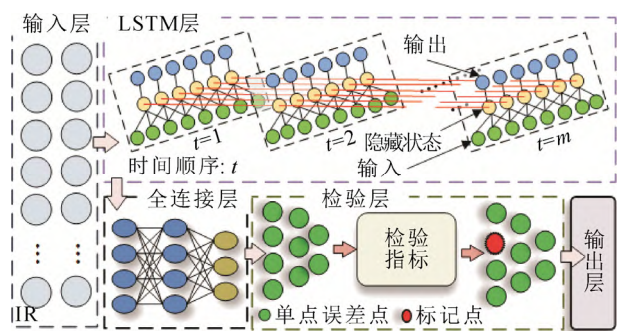 输入层
LSTM层
输出
t=1
t=2
隐藏状态
t=m
时间顺序: t
输入
全连接层
检验层
检验
指标
输出层
IR
单点误差点
标记点